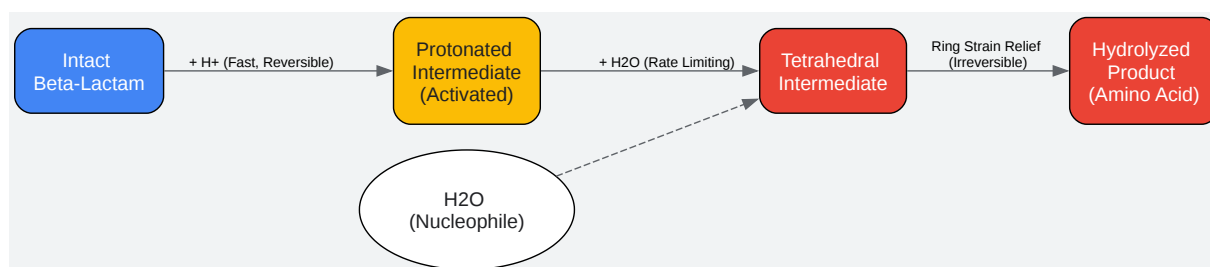 Intact
Beta-Lactam
+ H+ (Fast, Reversible)
Protonated
Intermediate
(Activated)
+ H2O (Rate Limiting)
Tetrahedral
Intermediate
Ring Strain Relief
(Irreversible)
Hydrolyzed
Product
(Amino Acid)
H2O
(Nucleophile)